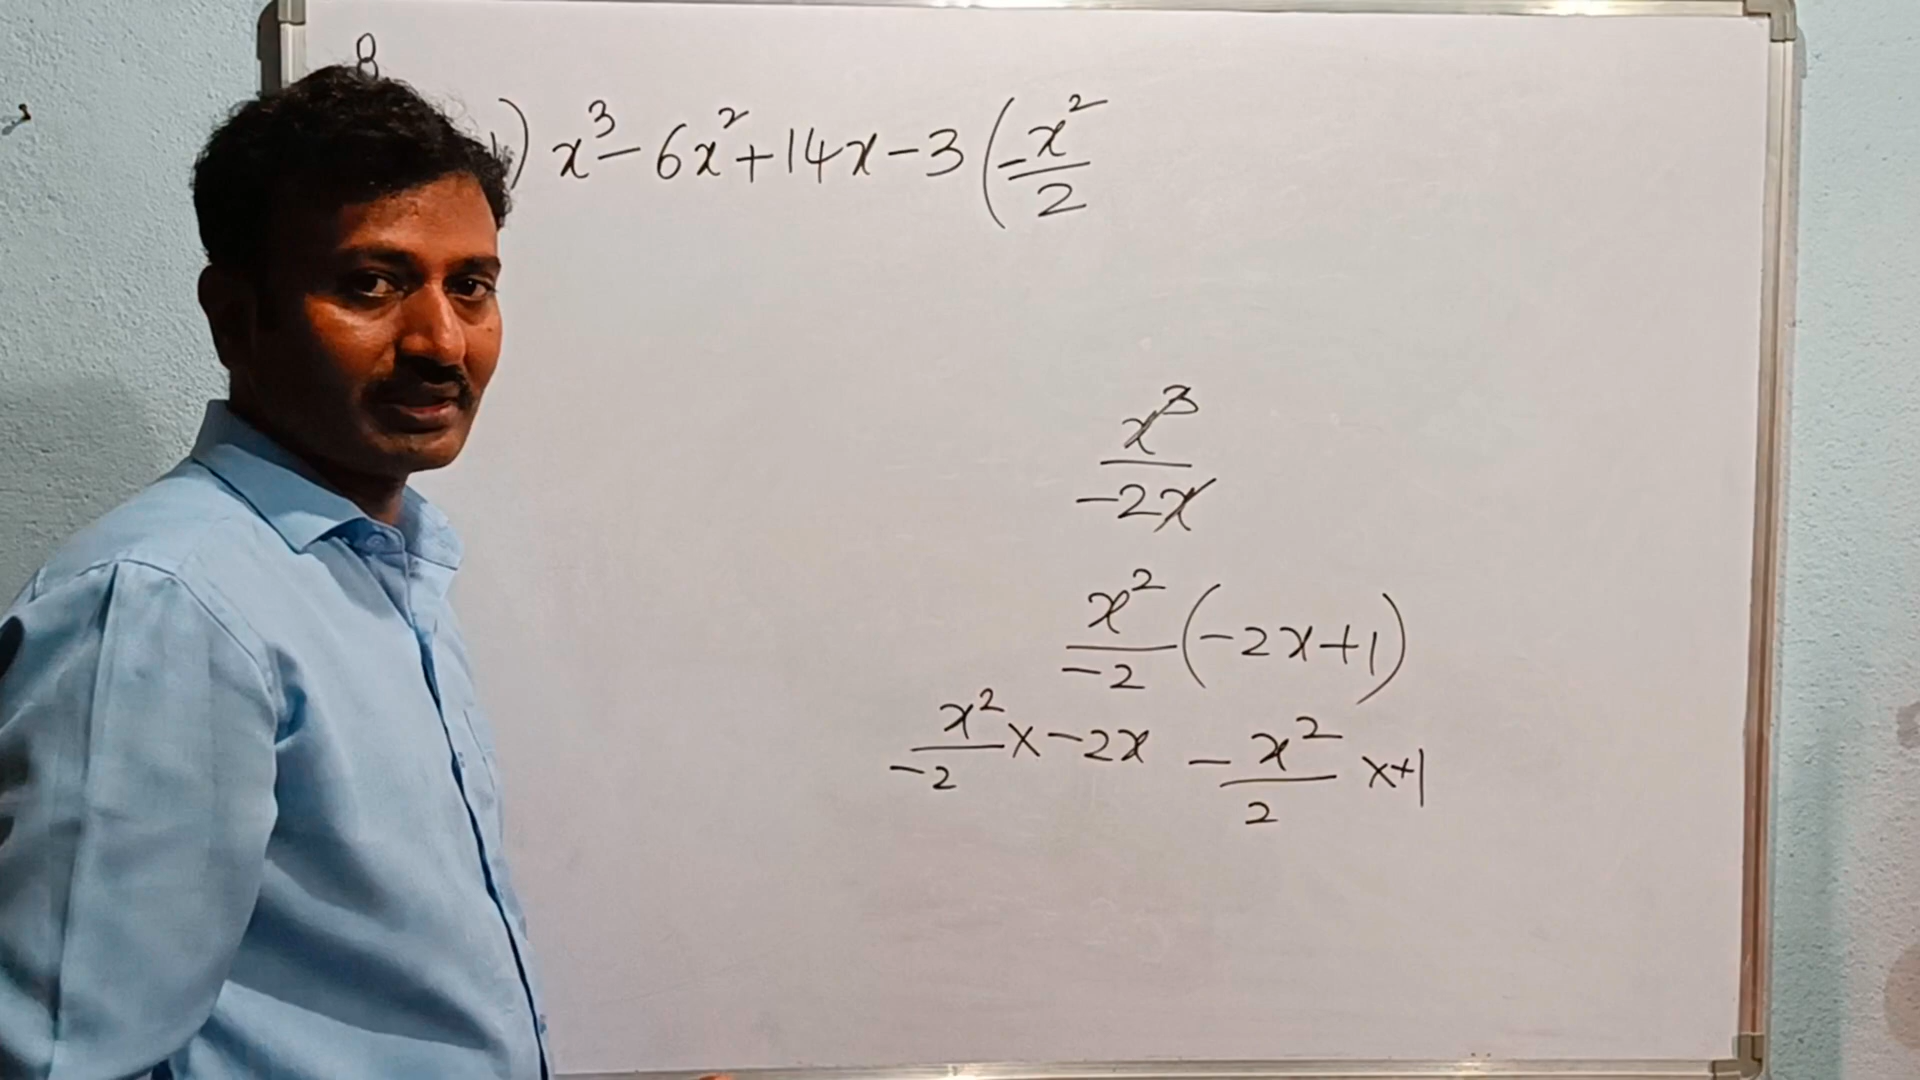 8
1) x³ - 6x² + 14x - 3 ( -x²/2
x³/-2x
x²/-2 (-2x+1)
x²/-2 × -2x - x²/2 × +1